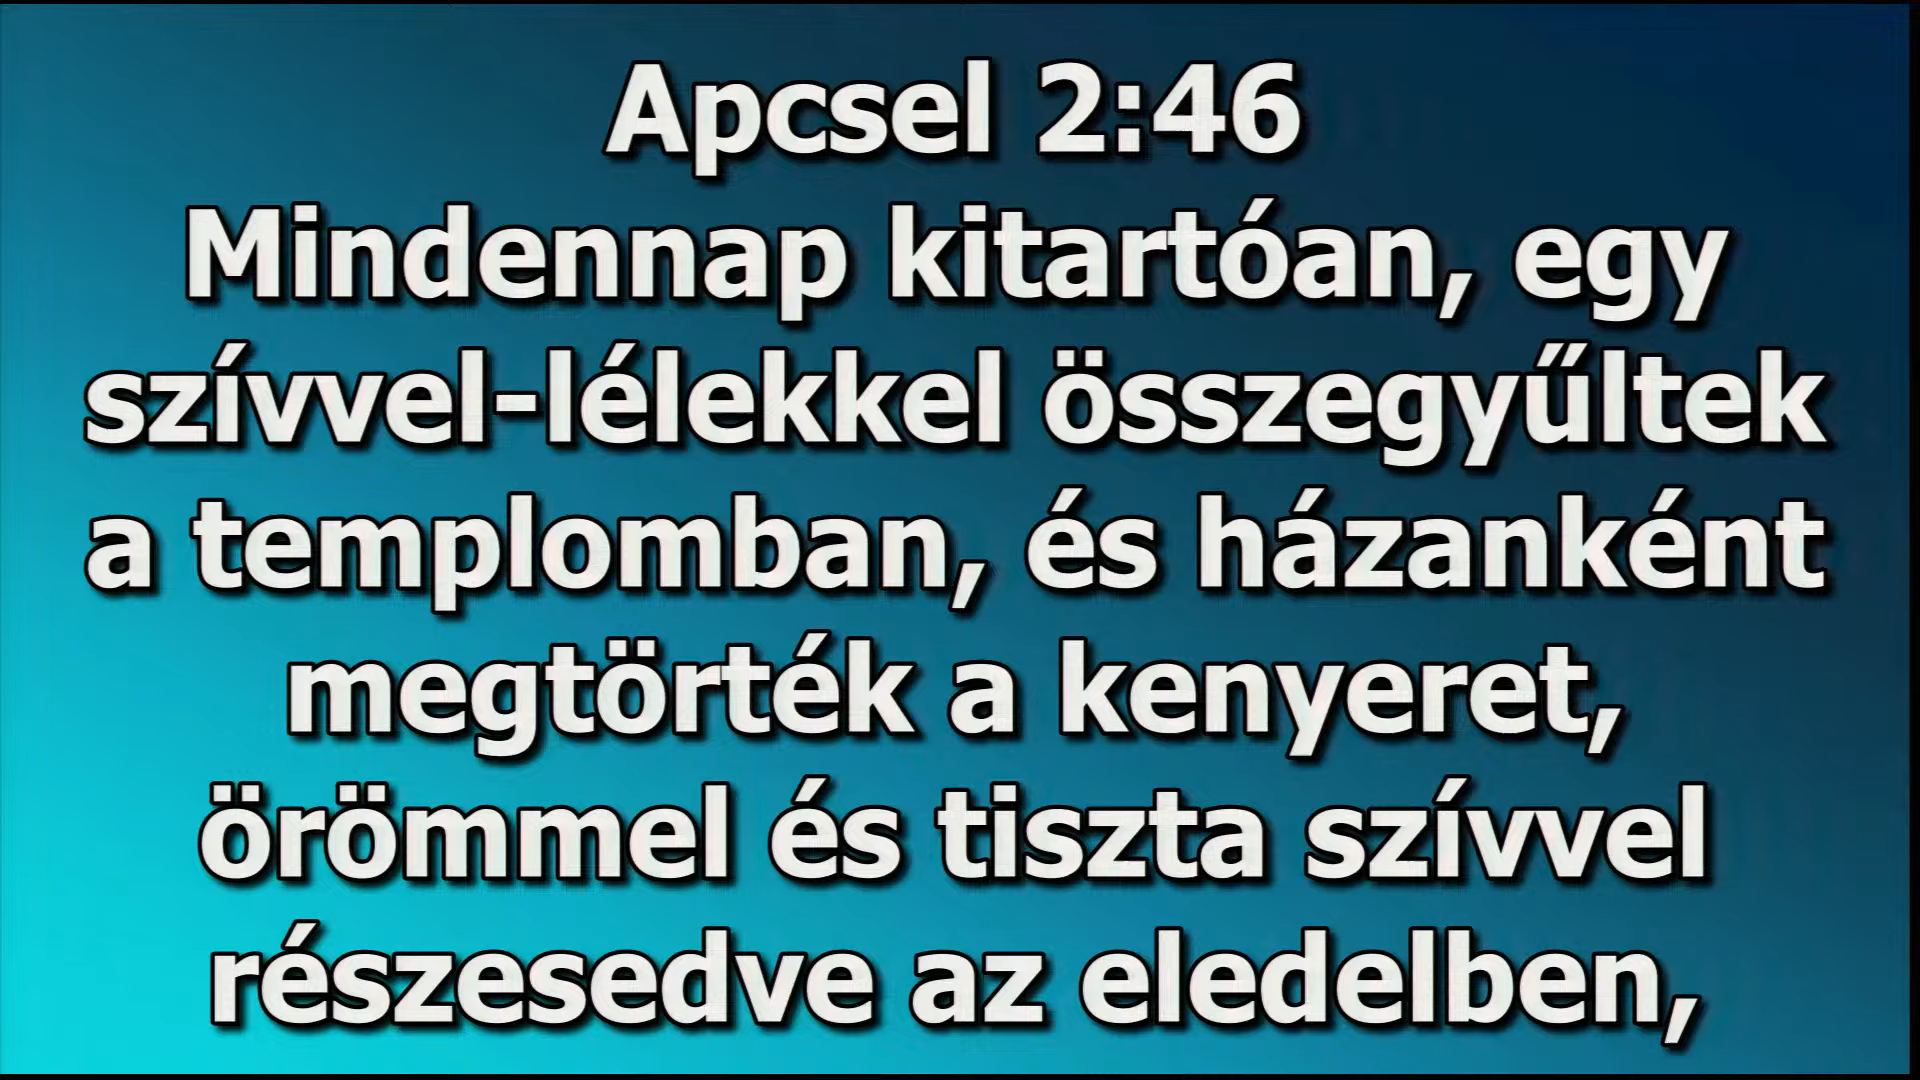 Apcsel 2:46
Mindennap kitartóan, egy
szívvel-lélekkel összegyűltek
a templomban, és házanként
megtörték a kenyeret,
örömmel és tiszta szívvel
részesedve az eledelben,